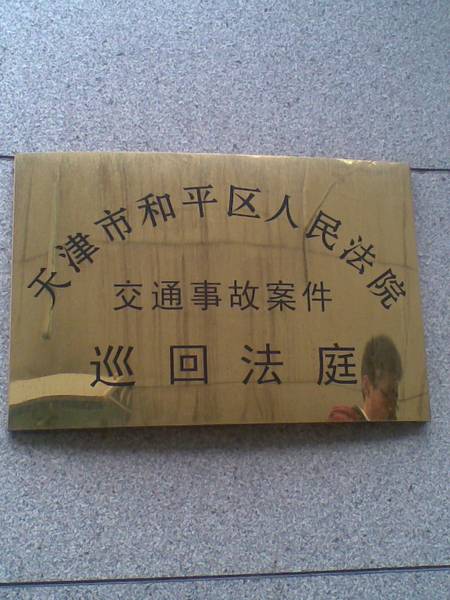 天津市和平区人民法院
交通事故案件
巡回法庭